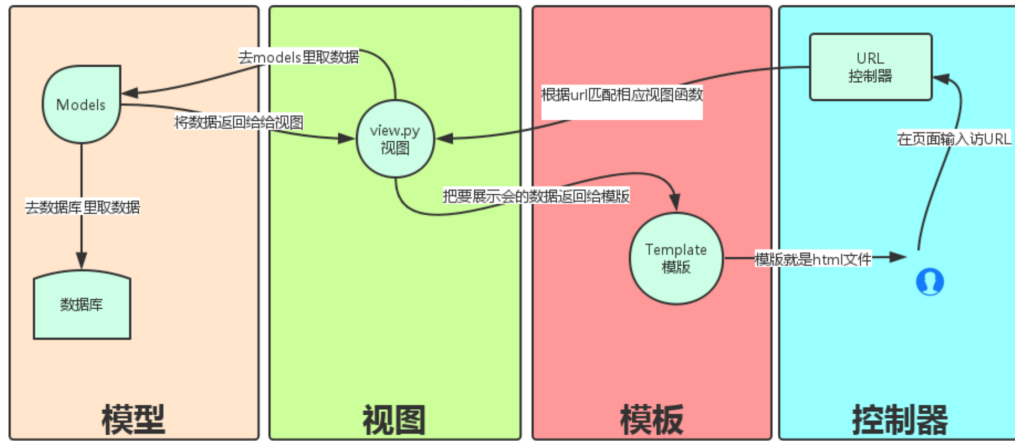 去models里取数据
Models
将数据返回给给视图
去数据库里取数据
数据库
模型
view.py
视图
把要展示会的数据返回给模版
视图
根据url匹配相应视图函数
Template
模版
模版就是html文件
模板
URL
控制器
在页面输入访URL
控制器